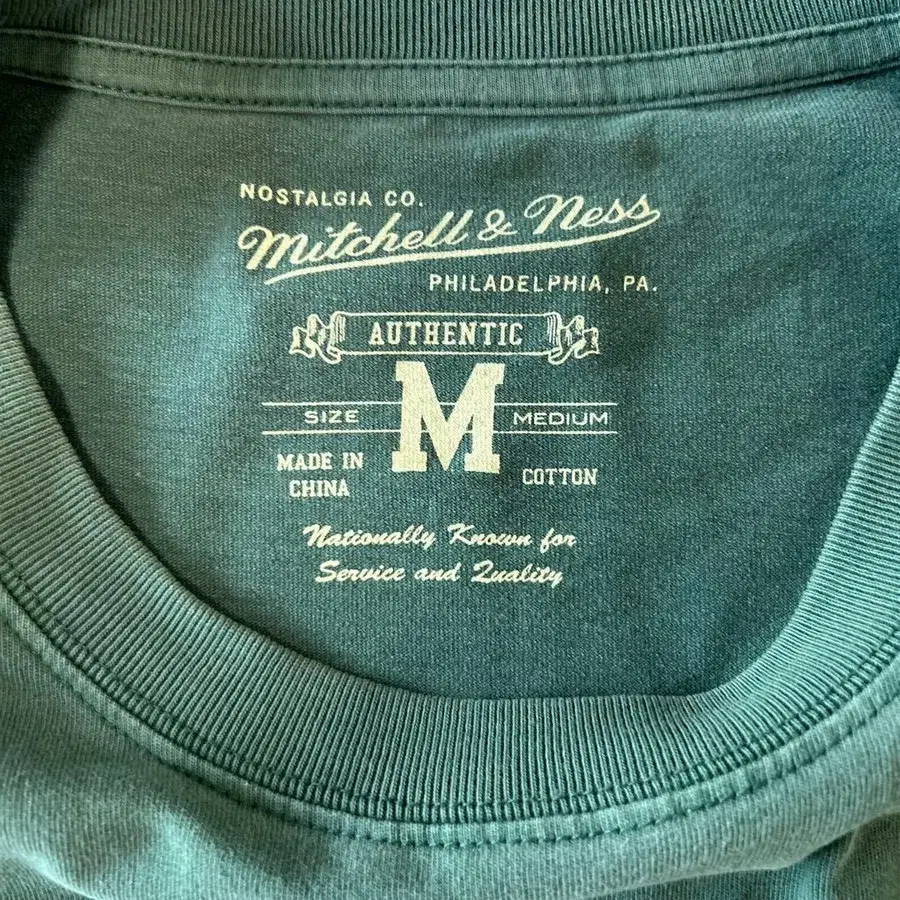 NOSTALGIA CO.
Mitchell & Ness
PHILADELPHIA, PA.
AUTHENTIC
SIZE M MEDIUM
MADE IN
CHINA
COTTON
Nationally Known for
Service and Quality